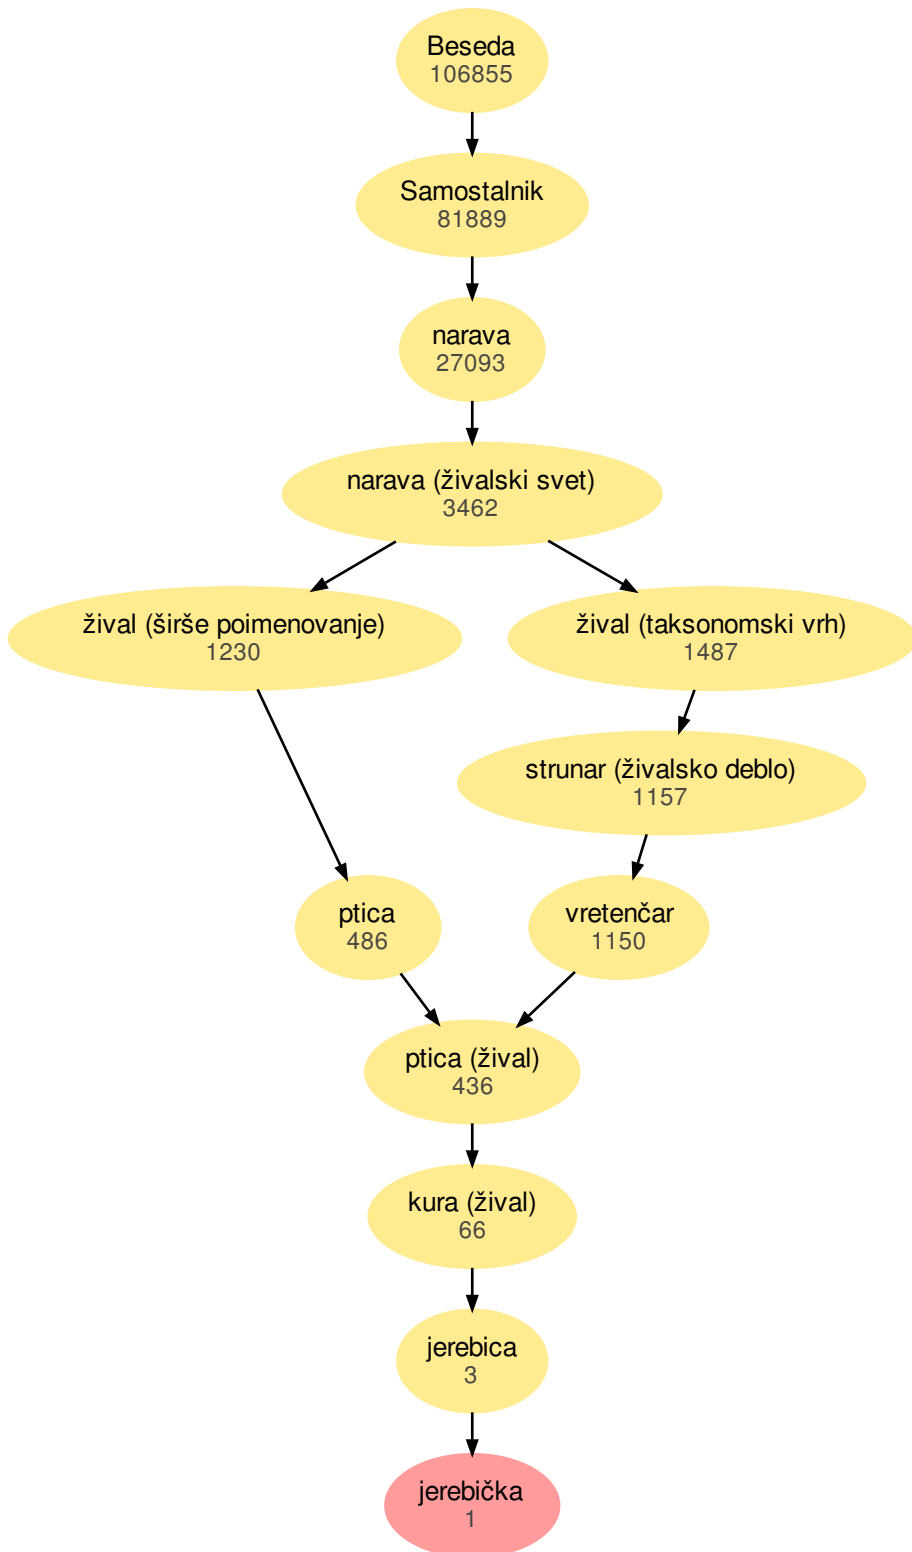 Beseda
106855
Samostalnik
81889
narava
27093
narava (živalski svet)
3462
žival (širše poimenovanje)
1230
žival (taksonomski vrh)
1487
strunar (živalsko deblo)
1157
ptica
486
vretenčar
1150
ptica (žival)
436
kura (žival)
66
jerebica
3
jerebička
1